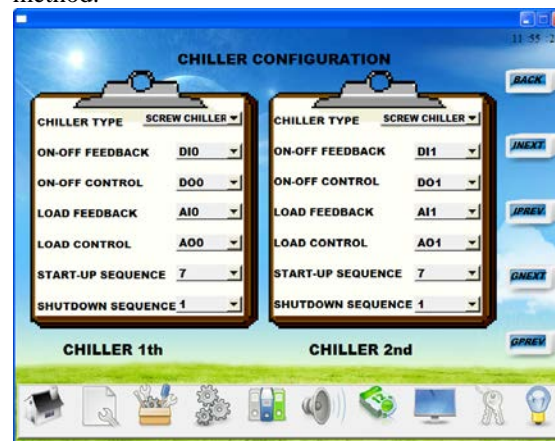 method.
11 55
CHILLER CONFIGURATION
BACK
CHILLER TYPE SCREW CHILLER
ON-OFF FEEDBACK DI0
ON-OFF CONTROL DO0
LOAD FEEDBACK AI0
LOAD CONTROL AO0
START-UP SEQUENCE 7
SHUTDOWN SEQUENCE 1
CHILLER 1th
CHILLER TYPE SCREW CHILLER
ON-OFF FEEDBACK DI1
ON-OFF CONTROL DO1
LOAD FEEDBACK AI1
LOAD CONTROL AO1
START-UP SEQUENCE 7
SHUTDOWN SEQUENCE 1
CHILLER 2nd
JNEXT
JPREV
GNEXT
GPREV